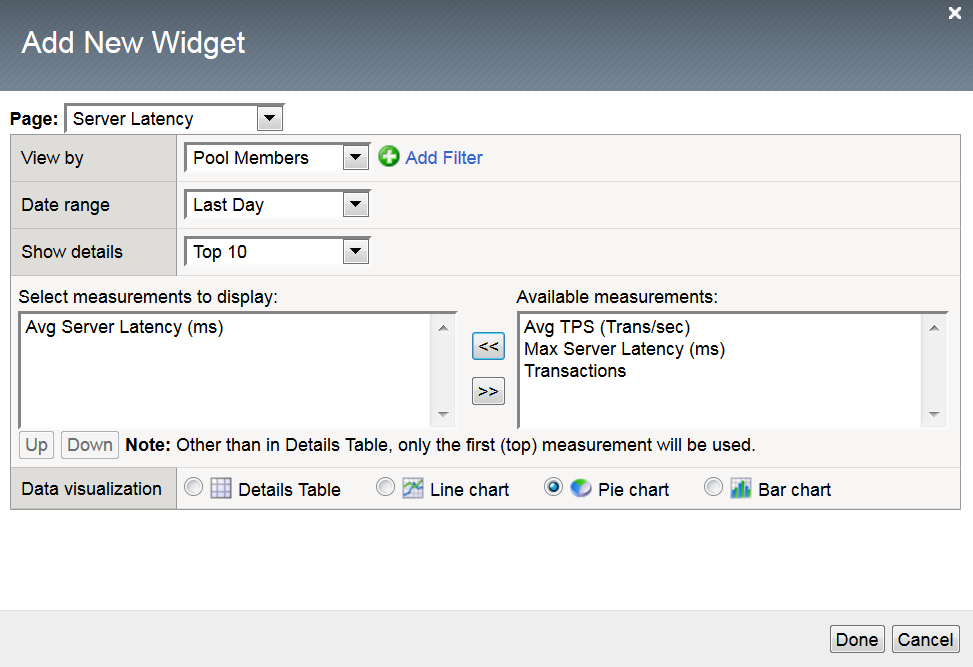 Add New Widget
Page: Server Latency
View by Pool Members Add Filter
Date range Last Day
Show details Top 10
Select measurements to display: Available measurements:
Avg Server Latency (ms) Avg TPS (Trans/sec)
<< Max Server Latency (ms)
Transactions
>>
Up Down Note: Other than in Details Table, only the first (top) measurement will be used.
Data visualization Details Table Line chart Pie chart Bar chart
Done Cancel